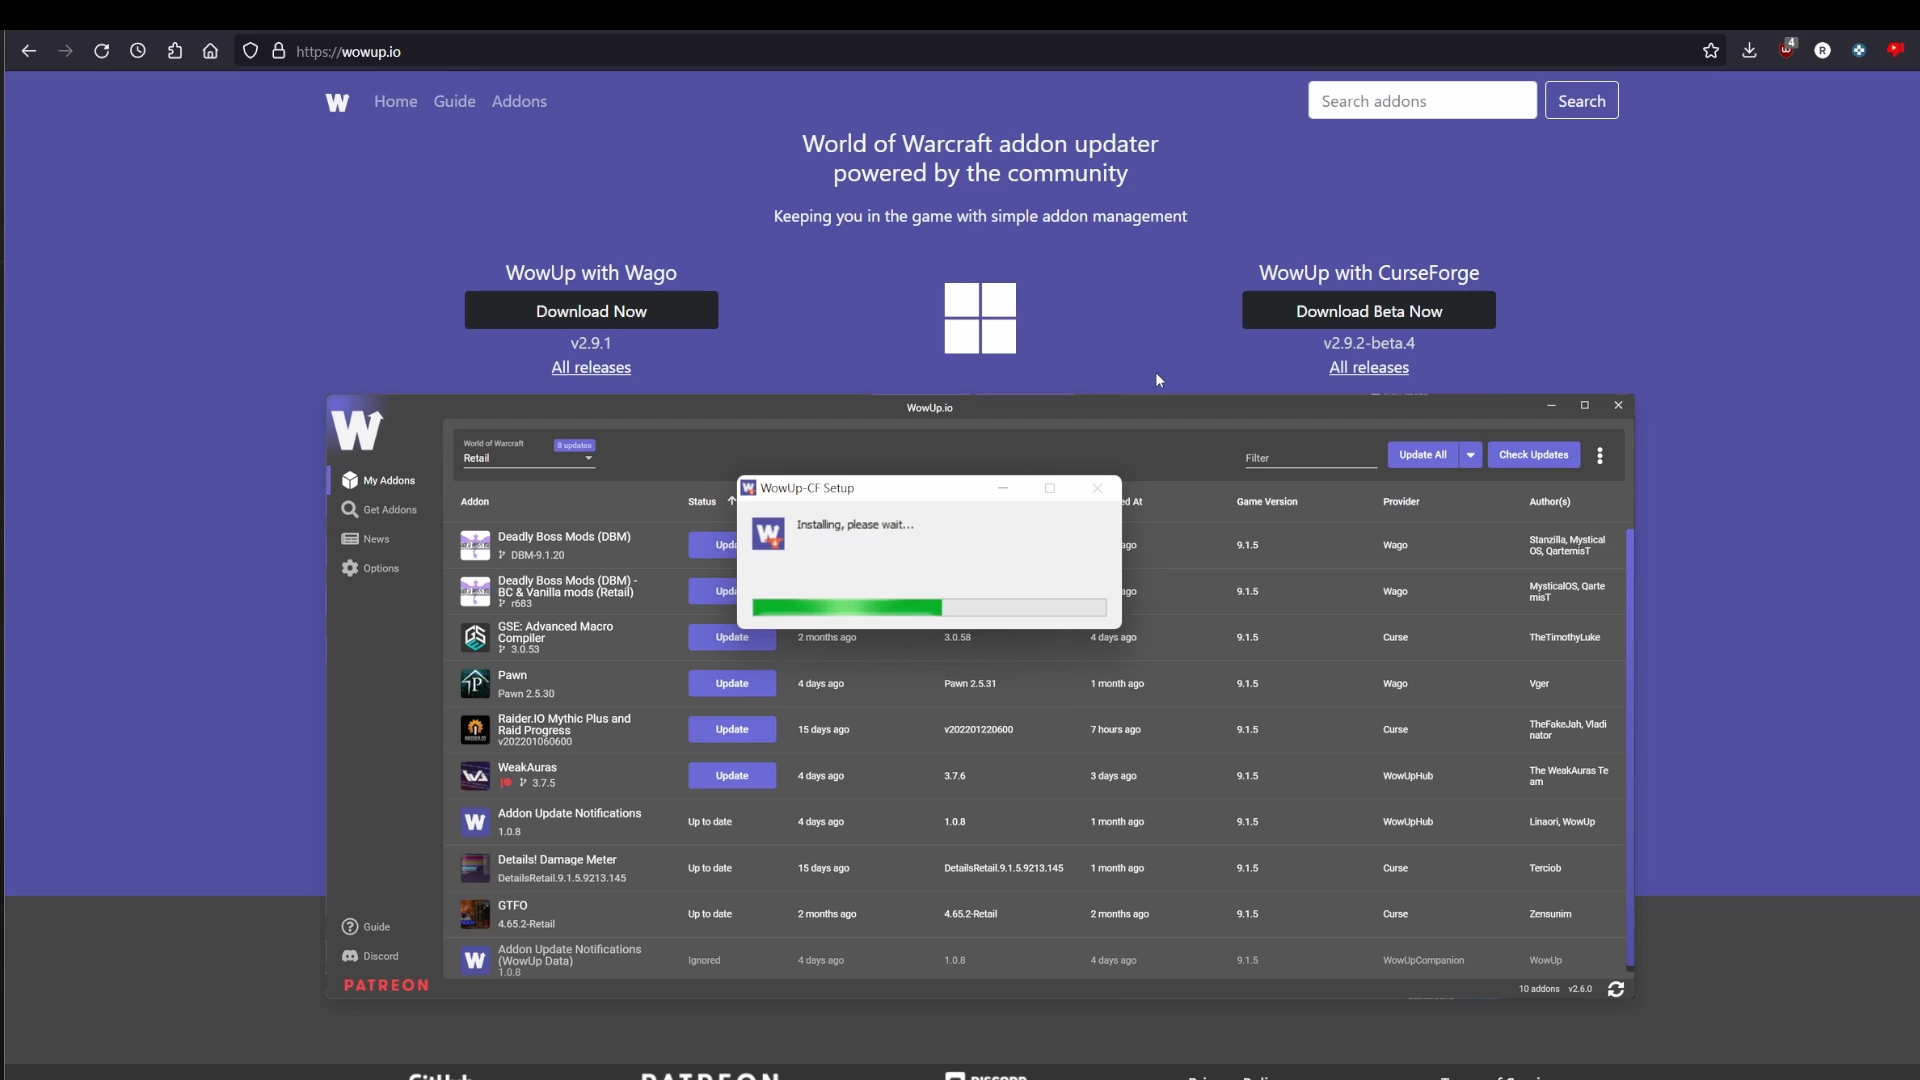 https://wowup.io
4
R
W
Home
Guide
Addons
Search addons
Search
World of Warcraft addon updater
powered by the community
Keeping you in the game with simple addon management
WowUp with Wago
Download Now
v2.9.1
All releases
WowUp with CurseForge
Download Beta Now
v2.9.2-beta.4
All releases
W
WowUp.io
My Addons
Get Addons
News
Options
Guide
Discord
PATREON
World of Warcraft
8 updates
Retail
Filter
Update All
Check Updates
Addon
Status
ed At
Game Version
Provider
Author(s)
WowUp-CF Setup
Installing, please wait...
Deadly Boss Mods (DBM)
DBM-9.1.20
ago
9.1.5
Wago
Stanzilla, Mystical
OS, QartemisT
Deadly Boss Mods (DBM) -
BC & Vanilla mods (Retail)
r683
ago
9.1.5
Wago
MysticalOS, Qarte
misT
GSE: Advanced Macro
Compiler
3.0.53
Update
2 months ago
3.0.58
4 days ago
9.1.5
Curse
TheTimothyLuke
Pawn
Pawn 2.5.30
Update
4 days ago
Pawn 2.5.31
1 month ago
9.1.5
Wago
Vger
Raider.IO Mythic Plus and
Raid Progress
v202201060600
Update
15 days ago
v202201220600
7 hours ago
9.1.5
Curse
TheFakeJah, Vladi
nator
WeakAuras
3.7.5
Update
4 days ago
3.7.6
3 days ago
9.1.5
WowUpHub
The WeakAuras Te
am
Addon Update Notifications
1.0.8
Up to date
4 days ago
1.0.8
1 month ago
9.1.5
WowUpHub
Linaori, WowUp
Details! Damage Meter
DetailsRetail.9.1.5.9213.145
Up to date
15 days ago
DetailsRetail.9.1.5.9213.145
1 month ago
9.1.5
Curse
Terciob
GTFO
4.65.2-Retail
Up to date
2 months ago
4.65.2-Retail
2 months ago
9.1.5
Curse
Zensunim
Addon Update Notifications
(WowUp Data)
1.0.8
Ignored
4 days ago
1.0.8
4 days ago
9.1.5
WowUpCompanion
WowUp
10 addons
v2.6.0
GitHub
PATREON
DISCORD